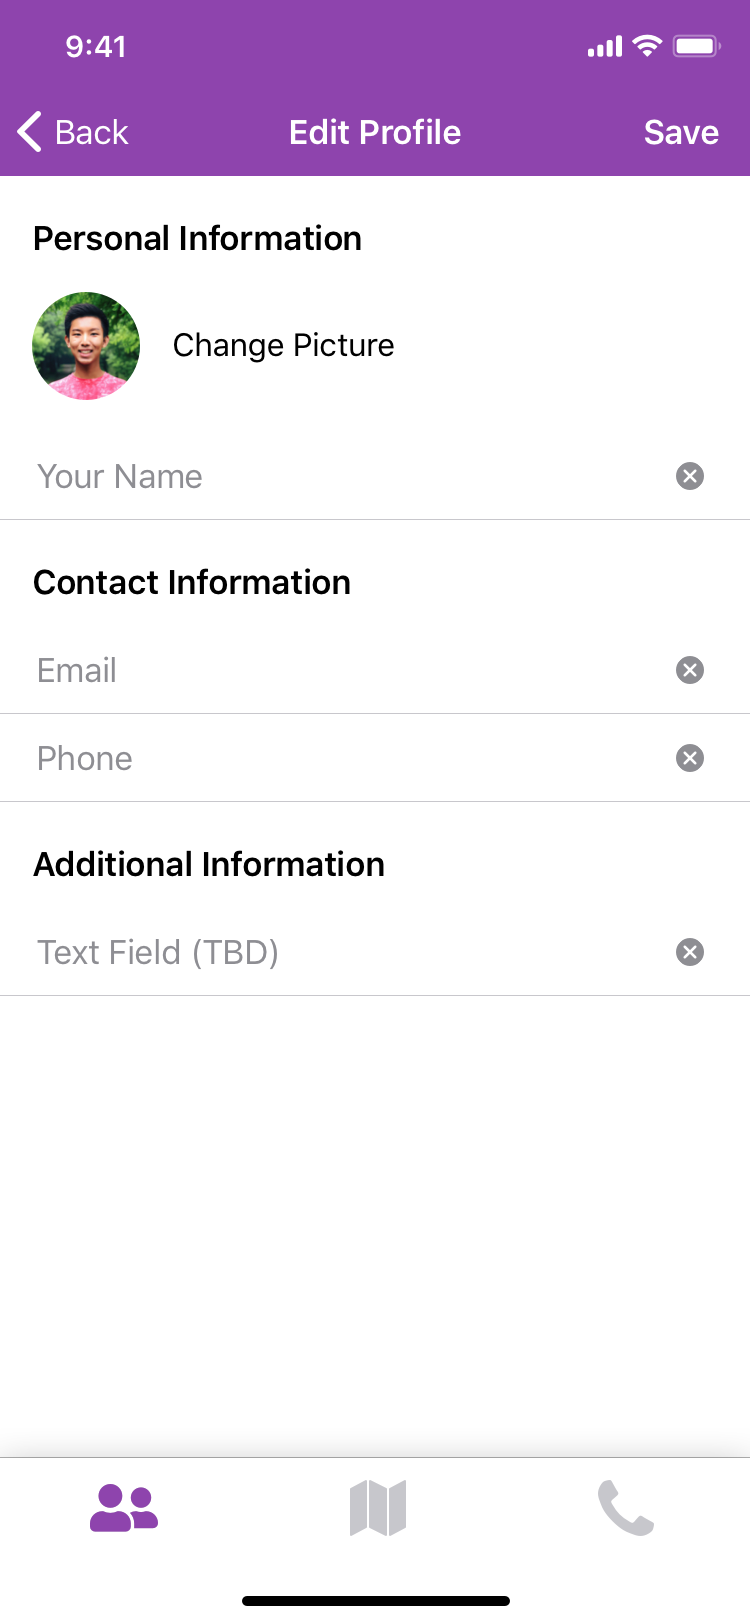 9:41
Back
Edit Profile
Save
Personal Information
Change Picture
Your Name
Contact Information
Email
Phone
Additional Information
Text Field (TBD)